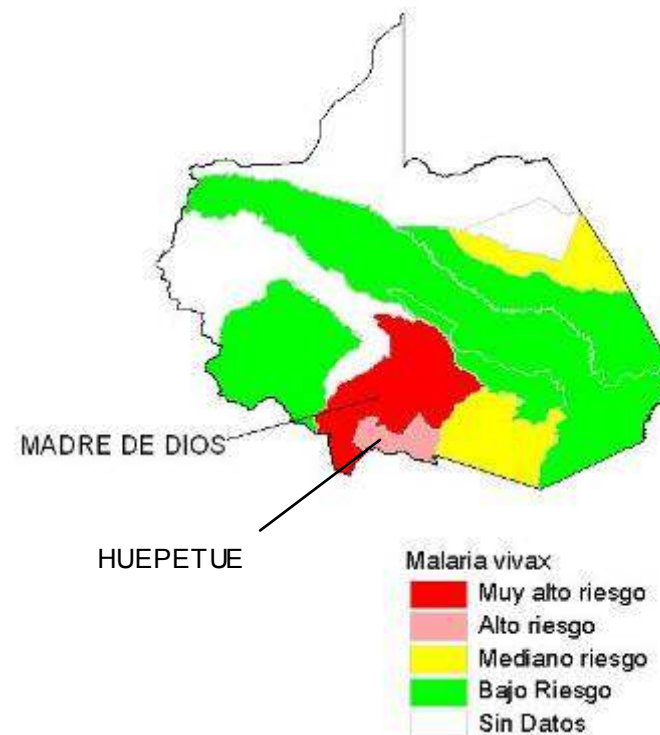 MADRE DE DIOS
HUEPETUE
Malaria vivax
Muy alto riesgo
Alto riesgo
Mediano riesgo
Bajo Riesgo
Sin Datos